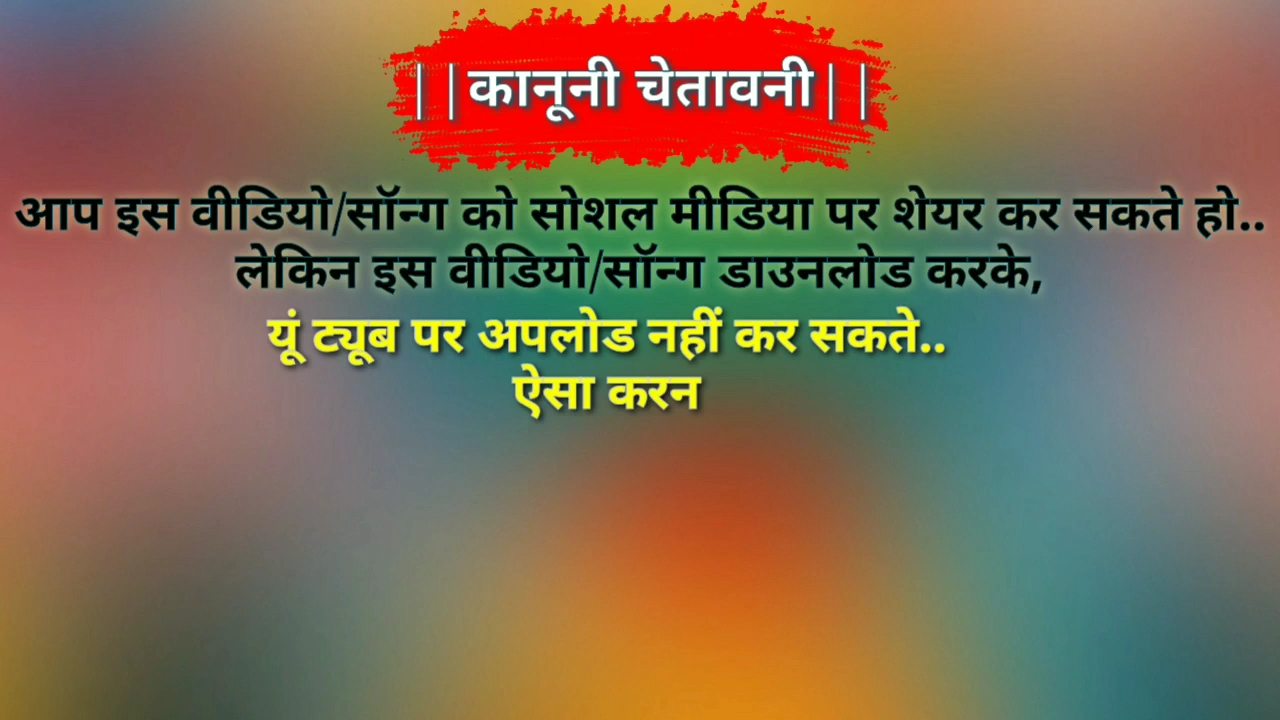 ||कानूनी चेतावनी||
आप इस वीडियो/सॉन्ग को सोशल मीडिया पर शेयर कर सकते हो..
लेकिन इस वीडियो/सॉन्ग डाउनलोड करके,
यूं ट्यूब पर अपलोड नहीं कर सकते..
ऐसा करन